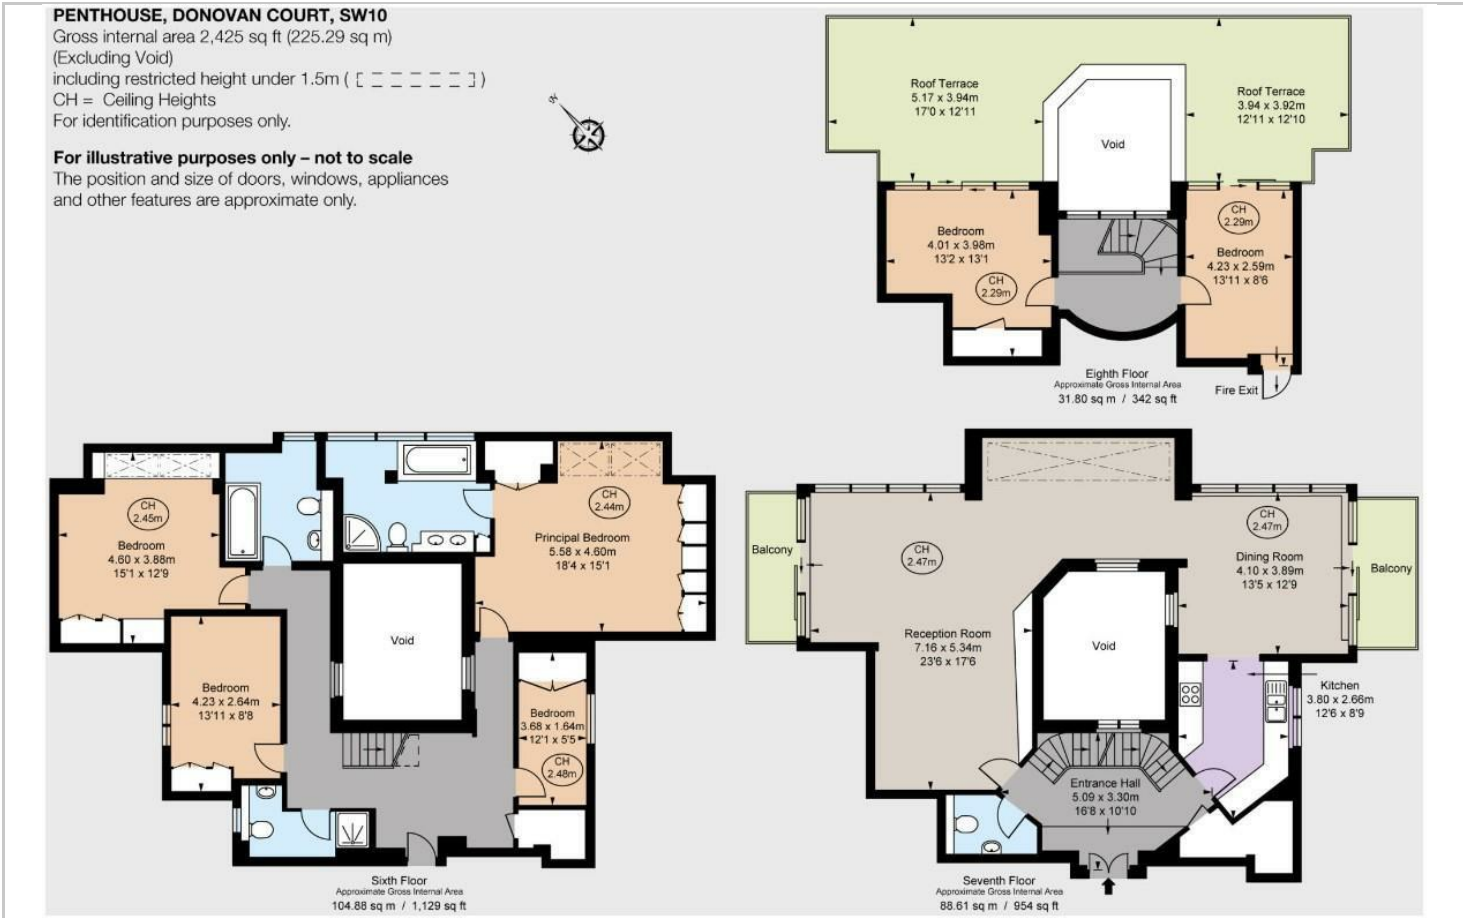 PENTHOUSE, DONOVAN COURT, SW10
Gross internal area 2,425 sq ft (225.29 sq m)
(Excluding Void)
including restricted height under 1.5m ( )
CH = Ceiling Heights
For identification purposes only.
For illustrative purposes only – not to scale
The position and size of doors, windows, appliances
and other features are approximate only.
N
Roof Terrace
5.17 x 3.94m
17'0 x 12'11
Void
Roof Terrace
3.94 x 3.92m
12'11 x 12'10
Bedroom
4.01 x 3.98m
13'2 x 13'1
CH
2.29m
CH
2.29m
Bedroom
4.23 x 2.59m
13'11 x 8'6
Fire Exit
Eighth Floor
Approximate Gross Internal Area
31.80 sq m / 342 sq ft
CH
2.45m
Bedroom
4.60 x 3.88m
15'1 x 12'9
CH
2.44m
Principal Bedroom
5.58 x 4.60m
18'4 x 15'1
Void
Bedroom
4.23 x 2.64m
13'11 x 8'8
Bedroom
3.68 x 1.64m
12'1 x 5'5
CH
2.48m
Sixth Floor
Approximate Gross Internal Area
104.88 sq m / 1,129 sq ft
Balcony
CH
2.47m
Reception Room
7.16 x 5.34m
23'6 x 17'6
Void
CH
2.47m
Dining Room
4.10 x 3.89m
13'5 x 12'9
Balcony
Kitchen
3.80 x 2.66m
12'6 x 8'9
Entrance Hall
5.09 x 3.30m
16'8 x 10'10
Seventh Floor
Approximate Gross Internal Area
88.61 sq m / 954 sq ft